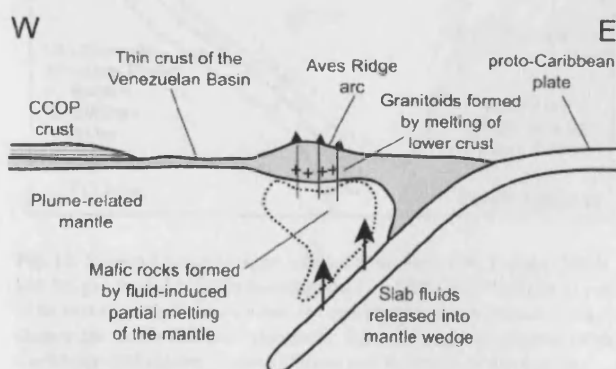 W
E
Thin crust of the
Venezuelan Basin
Aves Ridge
arc
proto-Caribbean
plate
CCOP
crust
Granitoids formed
by melting of
lower crust
Plume-related
mantle
Mafic rocks formed
by fluid-induced
partial melting
of the mantle
Slab fluids
released into
mantle wedge